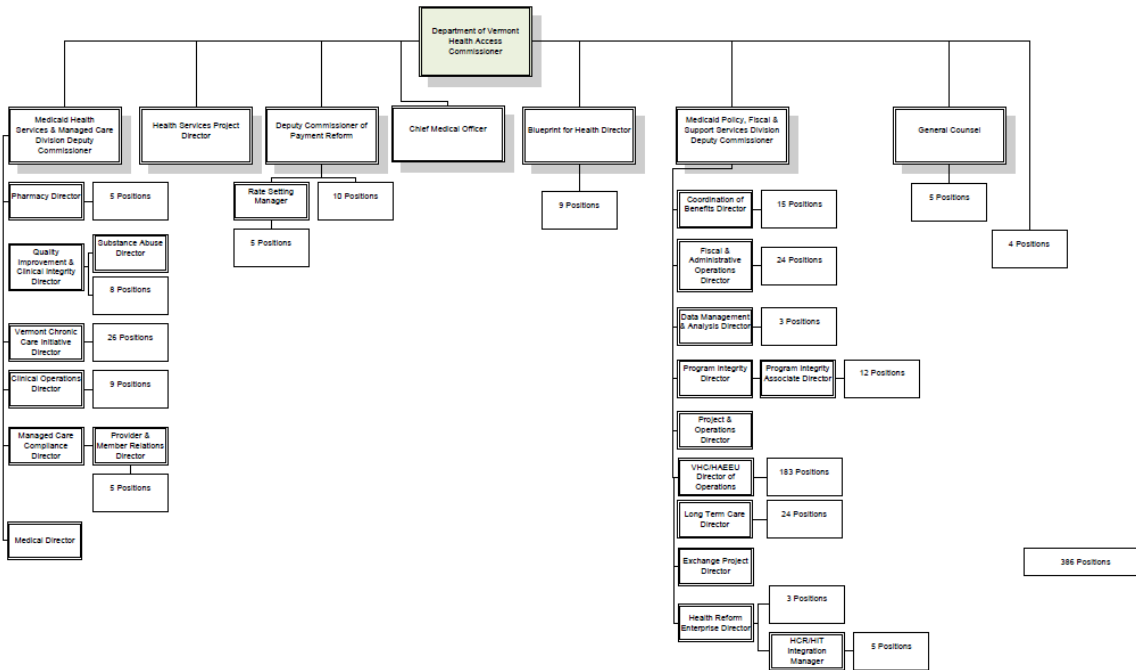 Department of Vermont
Health Access
Commissioner
Medicaid Health
Services & Managed Care
Division Deputy
Commissioner
Health Services Project
Director
Deputy Commissioner of
Payment Reform
Chief Medical Officer
Blueprint for Health Director
Medicaid Policy, Fiscal &
Support Services Division
Deputy Commissioner
General Counsel
Pharmacy Director
5 Positions
Quality
Improvement &
Clinical Integrity
Director
Substance Abuse
Director
8 Positions
Vermont Chronic
Care Initiative
Director
26 Positions
Clinical Operations
Director
9 Positions
Managed Care
Compliance
Director
Provider &
Member Relations
Director
5 Positions
Medical Director
Rate Setting
Manager
10 Positions
5 Positions
9 Positions
Coordination of
Benefits Director
15 Positions
Fiscal &
Administrative
Operations
Director
24 Positions
Data Management
& Analysis Director
3 Positions
Program Integrity
Director
Program Integrity
Associate Director
12 Positions
Project &
Operations
Director
VHC/HAEEU
Director of
Operations
183 Positions
Long Term Care
Director
24 Positions
Exchange Project
Director
Health Reform
Enterprise Director
3 Positions
HCR/HIT
Integration
Manager
5 Positions
5 Positions
4 Positions
386 Positions